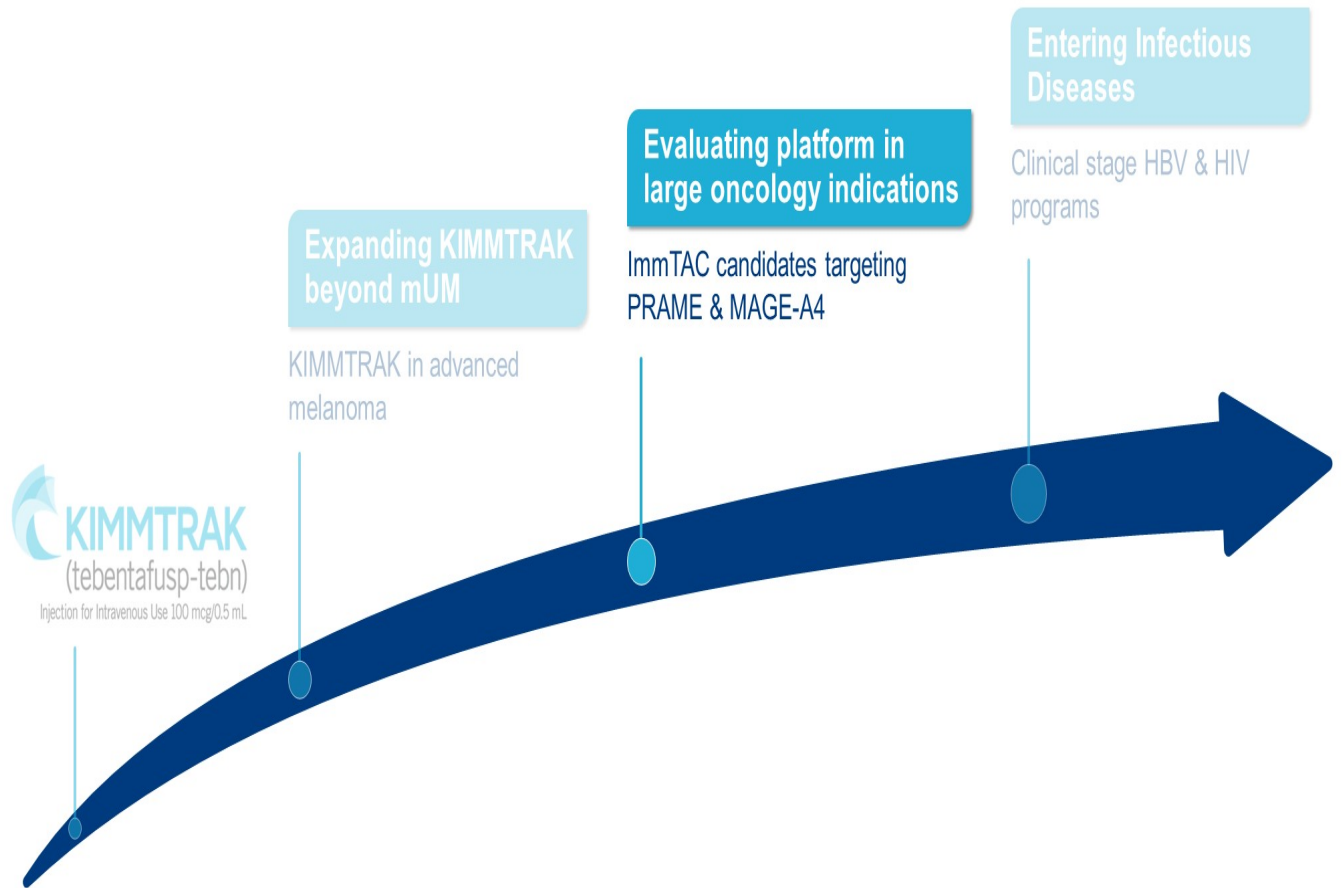 KIMMTRAK
(tebentafusp-tebn)
Injection for Intravenous Use 100 mcg/0.5 mL
Expanding KIMMTRAK
beyond mUM
KIMMTRAK in advanced
melanoma
Evaluating platform in
large oncology indications
ImmTAC candidates targeting
PRAME & MAGE-A4
Entering Infectious
Diseases
Clinical stage HBV & HIV
programs